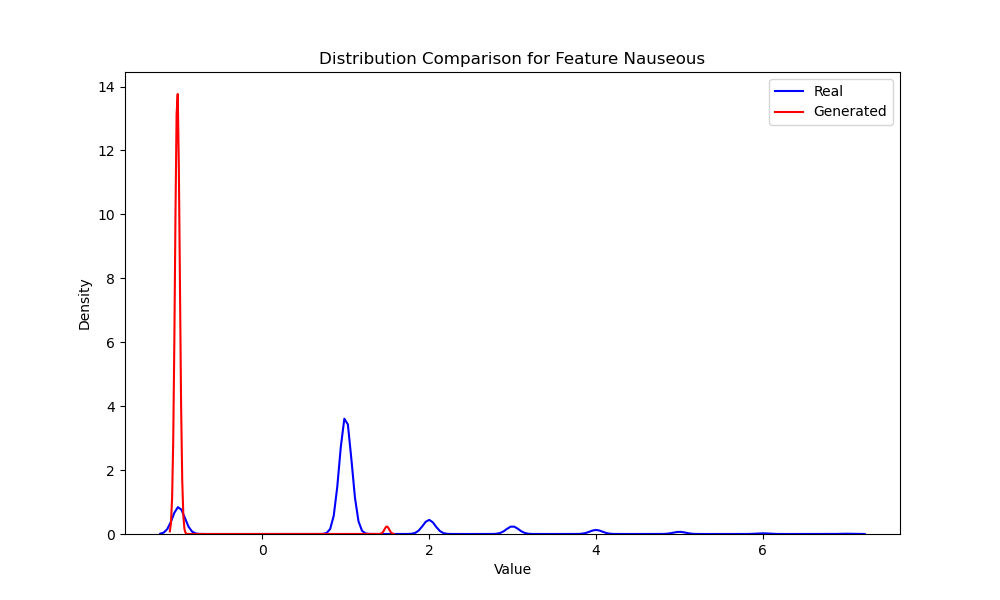 Distribution Comparison for Feature Nauseous
Real
Generated
14
12
10
8
6
4
2
0
Density
0 2 4 6
Value